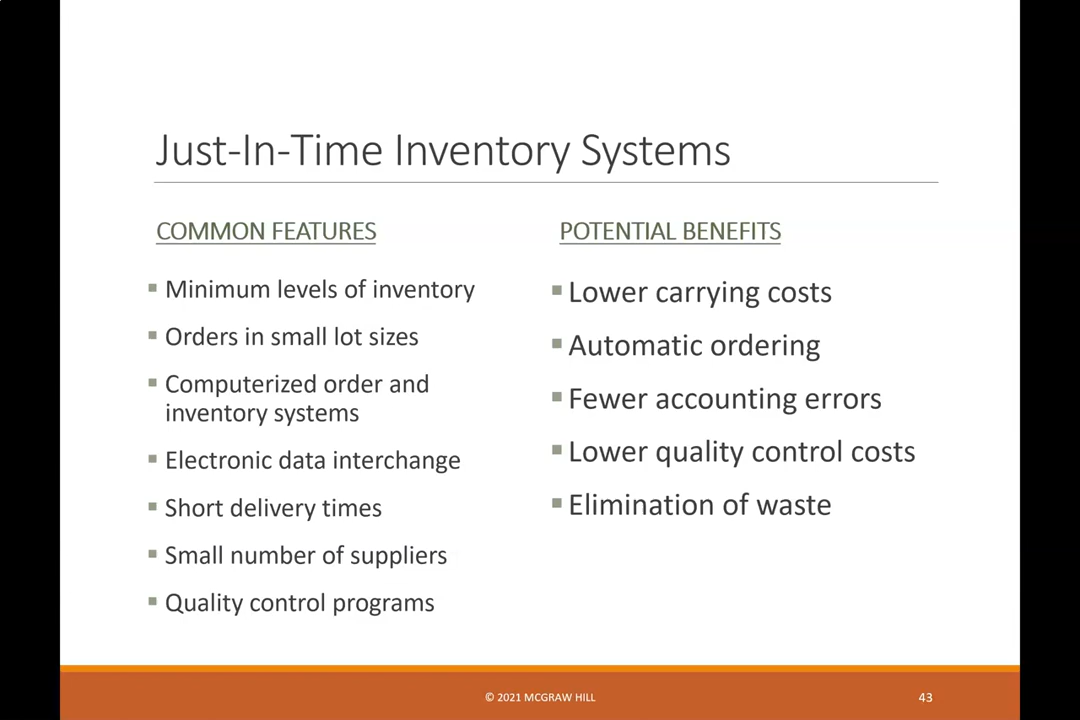 Just-In-Time Inventory Systems
COMMON FEATURES
Minimum levels of inventory
Orders in small lot sizes
Computerized order and
inventory systems
Electronic data interchange
Short delivery times
Small number of suppliers
Quality control programs
POTENTIAL BENEFITS
Lower carrying costs
Automatic ordering
Fewer accounting errors
Lower quality control costs
Elimination of waste
© 2021 MCGRAW HILL
43